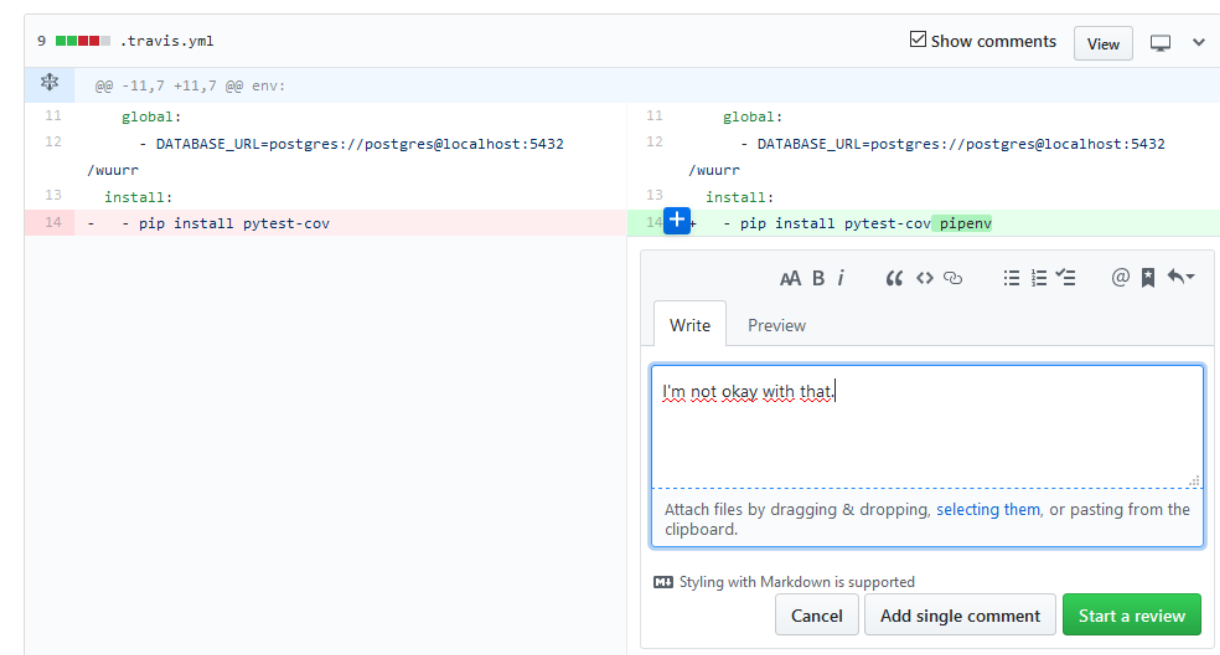 9 .travis.yml Show comments View
@@ -11,7 +11,7 @@ env:
11 global:
12 - DATABASE_URL=postgres://postgres@localhost:5432
/wuurr
13 install:
14 - - pip install pytest-cov
11 global:
12 - DATABASE_URL=postgres://postgres@localhost:5432
/wuurr
13 install:
14 + - pip install pytest-cov pipenv
AA B i “ <> @
Write Preview
I'm not okay with that.
Attach files by dragging & dropping, selecting them, or pasting from the
clipboard.
M Styling with Markdown is supported
Cancel Add single comment Start a review